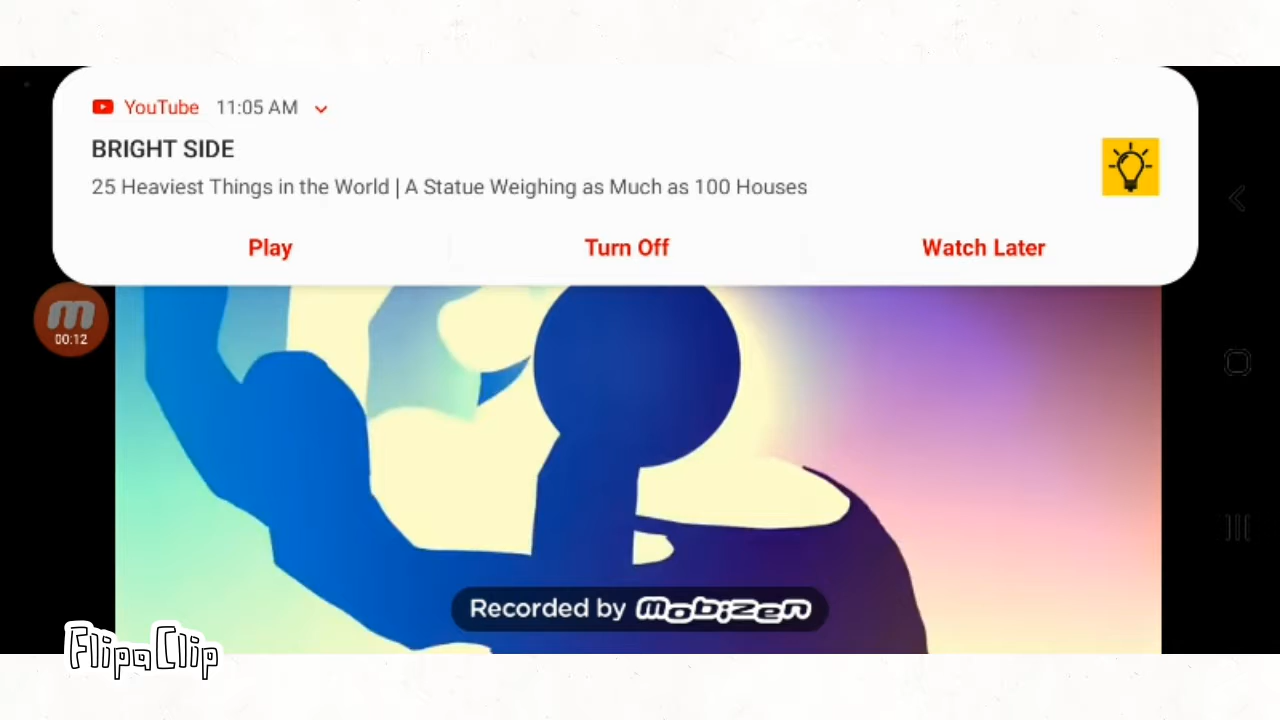 YouTube 11:05 AM
BRIGHT SIDE
25 Heaviest Things in the World | A Statue Weighing as Much as 100 Houses
Play Turn Off Watch Later
m
00:12
Recorded by mobizen
FlipaClip